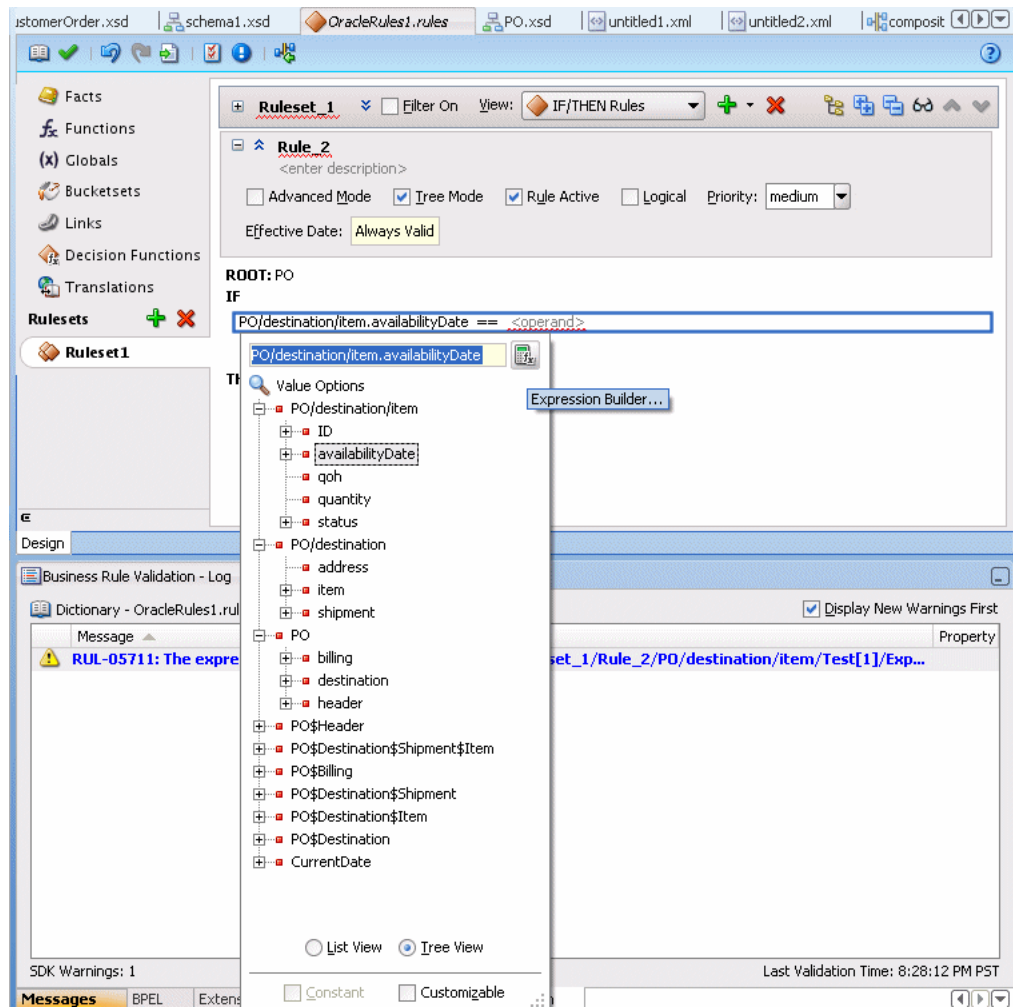 ustomerOrder.xsd schema1.xsd OracleRules1.rules PO.xsd untitled1.xml untitled2.xml composit
Facts
Functions
Globals
Bucketsets
Links
Decision Functions
Translations
Rulesets
Ruleset1
Ruleset_1 Filter On View: IF/THEN Rules
Rule_2
<enter description>
Advanced Mode Tree Mode Rule Active Logical Priority: medium
Effective Date: Always Valid
ROOT: PO
IF
PO/destination/item.availabilityDate == <operand>
TH
PO/destination/item.availabilityDate
Expression Builder...
Value Options
PO/destination/item
ID
availabilityDate
qoh
quantity
status
PO/destination
address
item
shipment
PO
billing
destination
header
PO$Header
PO$Destination$Shipment$Item
PO$Billing
PO$Destination$Shipment
PO$Destination$Item
PO$Destination
CurrentDate
List View Tree View
Constant Customizable
Design
Business Rule Validation - Log
Dictionary - OracleRules1.rul Display New Warnings First
Message Property
RUL-05711: The expre set_1/Rule_2/PO/destination/item/Test[1]/Exp...
SDK Warnings: 1 Last Validation Time: 8:28:12 PM PST
Messages BPEL Extens